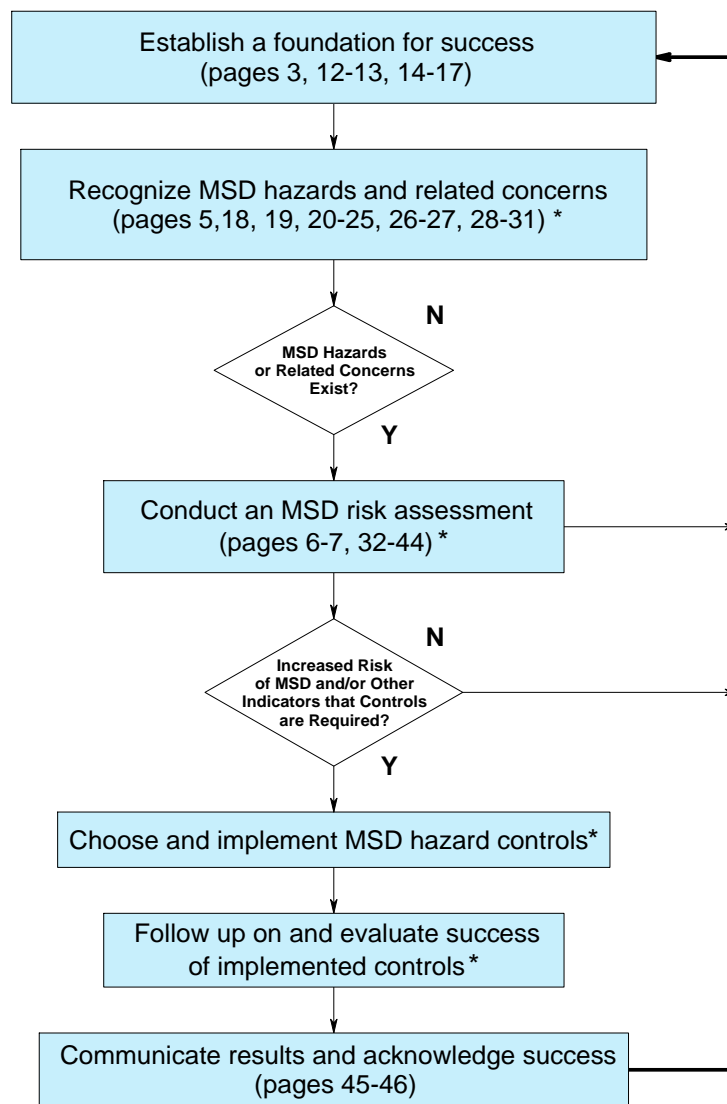 Establish a foundation for success
(pages 3, 12-13, 14-17)
Recognize MSD hazards and related concerns
(pages 5,18, 19, 20-25, 26-27, 28-31) *
N
MSD Hazards
or Related Concerns
Exist?
Y
Conduct an MSD risk assessment
(pages 6-7, 32-44) *
N
Increased Risk
of MSD and/or Other
Indicators that Controls
are Required?
Y
Choose and implement MSD hazard controls*
Follow up on and evaluate success
of implemented controls *
Communicate results and acknowledge success
(pages 45-46)